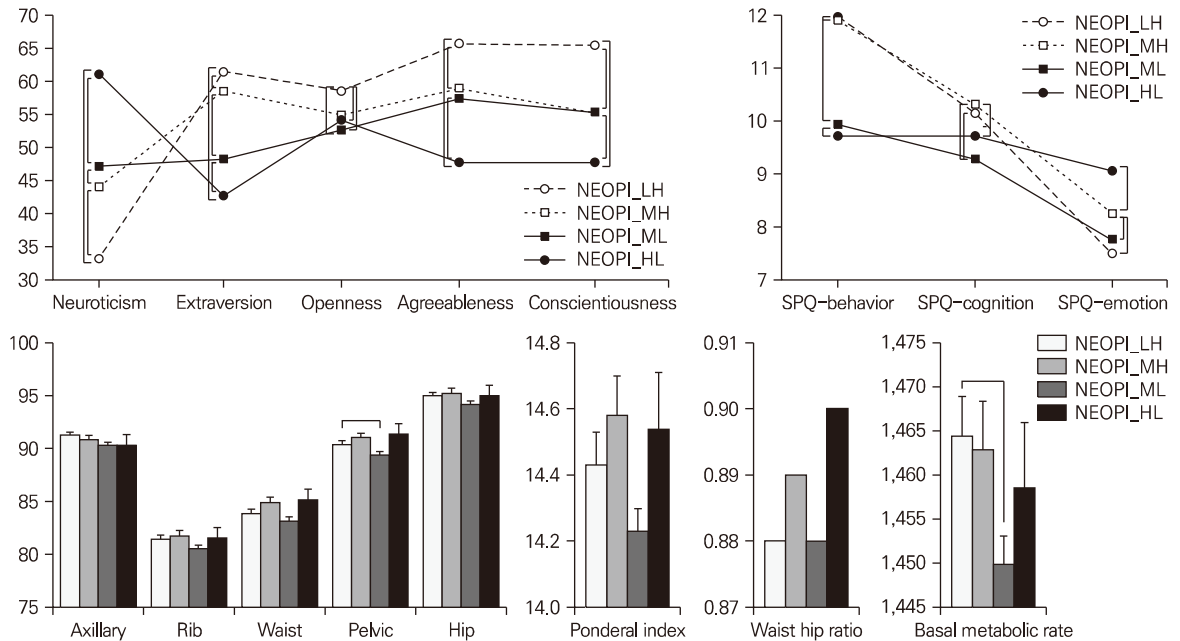 70
65
60
55
50
45
40
35
30
Neuroticism
Extraversion
Openness
Agreeableness
Conscientiousness
NEOPI_LH
NEOPI_MH
NEOPI_ML
NEOPI_HL
12
11
10
9
8
7
SPQ-behavior
SPQ-cognition
SPQ-emotion
NEOPI_LH
NEOPI_MH
NEOPI_ML
NEOPI_HL
100
95
90
85
80
75
Axillary
Rib
Waist
Pelvic
Hip
14.8
14.6
14.4
14.2
14.0
Ponderal index
0.91
0.90
0.89
0.88
0.87
Waist hip ratio
1,475
1,470
1,465
1,460
1,455
1,450
1,445
Basal metabolic rate
NEOPI_LH
NEOPI_MH
NEOPI_ML
NEOPI_HL